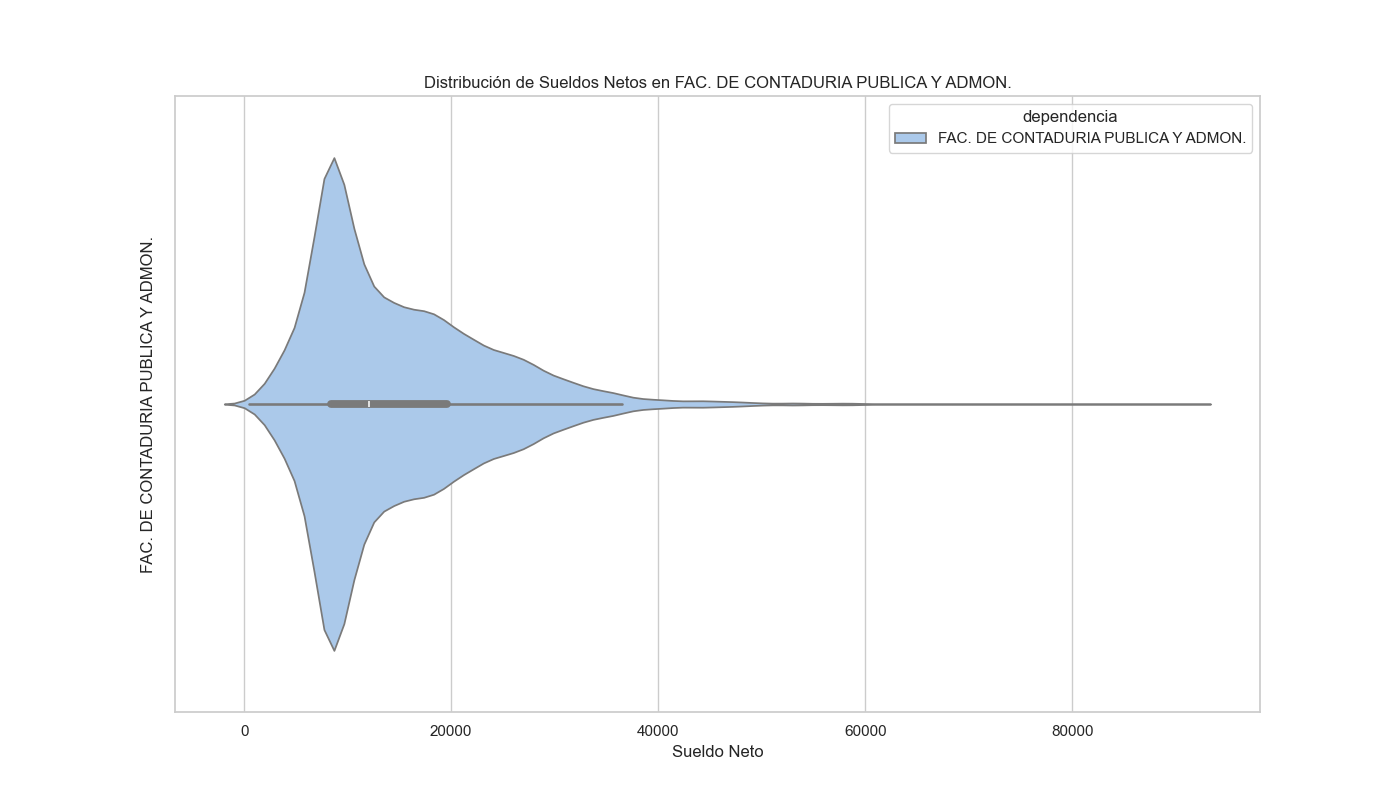 Distribución de Sueldos Netos en FAC. DE CONTADURIA PUBLICA Y ADMON.
dependencia
FAC. DE CONTADURIA PUBLICA Y ADMON.
FAC. DE CONTADURIA PUBLICA Y ADMON.
0 20000 40000 60000 80000
Sueldo Neto